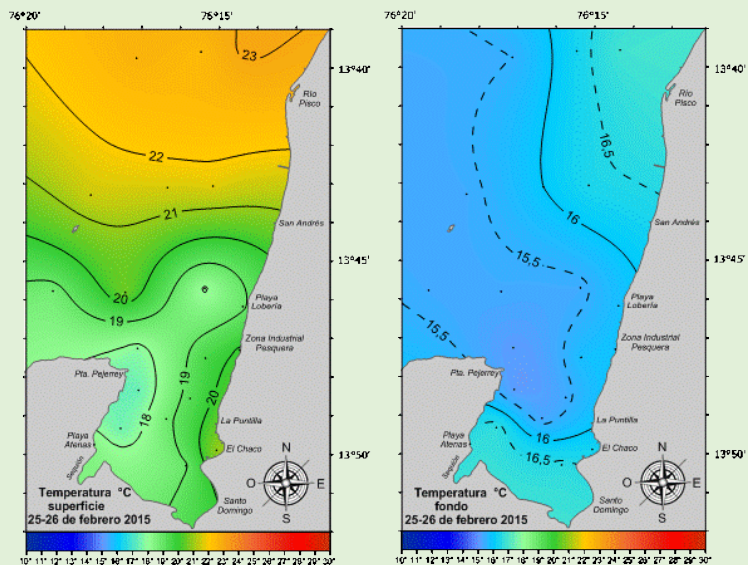 76°20' 76°15'
23
13°40'
Río
Pisco
22
21
San Andrés
13°45'
20
19
Playa
Lobería
Zona Industrial
Pesquera
Pta. Pejerrey
19
20
18
La Puntilla
Playa
Atenas
El Chaco
13°50'
Sequión
N
O E
S
Temperatura °C
superficie
25-26 de febrero 2015
Santo
Domingo
10° 11° 12° 13° 14° 15° 16° 17° 18° 19° 20° 21° 22° 23° 24° 25° 26° 27° 28° 29° 30°
76°20' 76°15'
13°40'
Río
Pisco
16,5
16
San Andrés
15,5
13°45'
Playa
Lobería
15,5
Zona Industrial
Pesquera
Pta. Pejerrey
La Puntilla
16
Playa
Atenas
El Chaco
16,5
13°50'
Sequión
N
O E
S
Temperatura °C
fondo
25-26 de febrero 2015
Santo
Domingo
10° 11° 12° 13° 14° 15° 16° 17° 18° 19° 20° 21° 22° 23° 24° 25° 26° 27° 28° 29° 30°